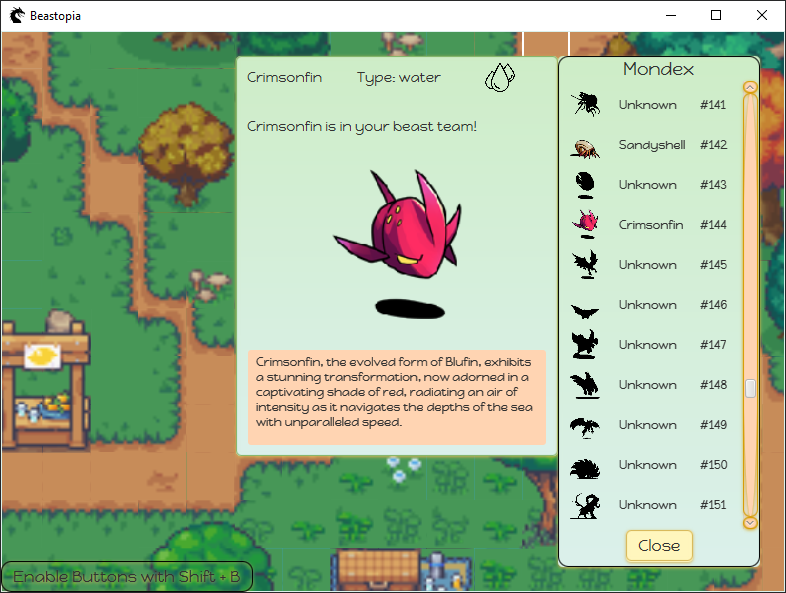 Beastopia
Crimsonfin Type: water
Crimsonfin is in your beast team!
Crimsonfin, the evolved form of Blufin, exhibits
a stunning transformation, now adorned in a
captivating shade of red, radiating an air of
intensity as it navigates the depths of the sea
with unparalleled speed.
Mondex
Unknown #141
Sandyshell #142
Unknown #143
Crimsonfin #144
Unknown #145
Unknown #146
Unknown #147
Unknown #148
Unknown #149
Unknown #150
Unknown #151
Close
Enable Buttons with Shift + B